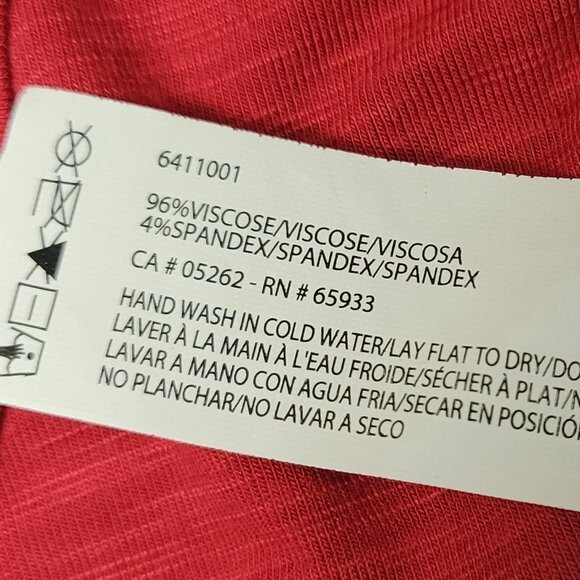 6411001
96%VISCOSE/VISCOSE/VISCOSA
4%SPANDEX/SPANDEX/SPANDEX
CA # 05262 - RN # 65933
HAND WASH IN COLD WATER/LAY FLAT TO DRY/DO
LAVER À LA MAIN À L'EAU FROIDE/SÉCHER À PLAT/N
LAVAR A MANO CON AGUA FRIA/SECAR EN POSICIÓN
NO PLANCHAR/NO LAVAR A SECO